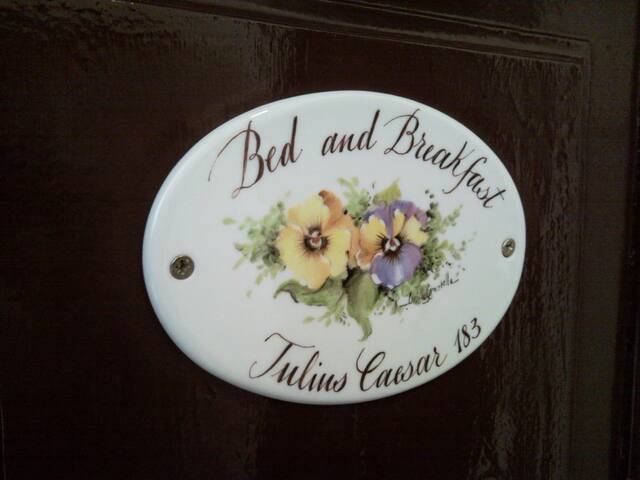 Bed and Breakfast
Julius Caesar 183